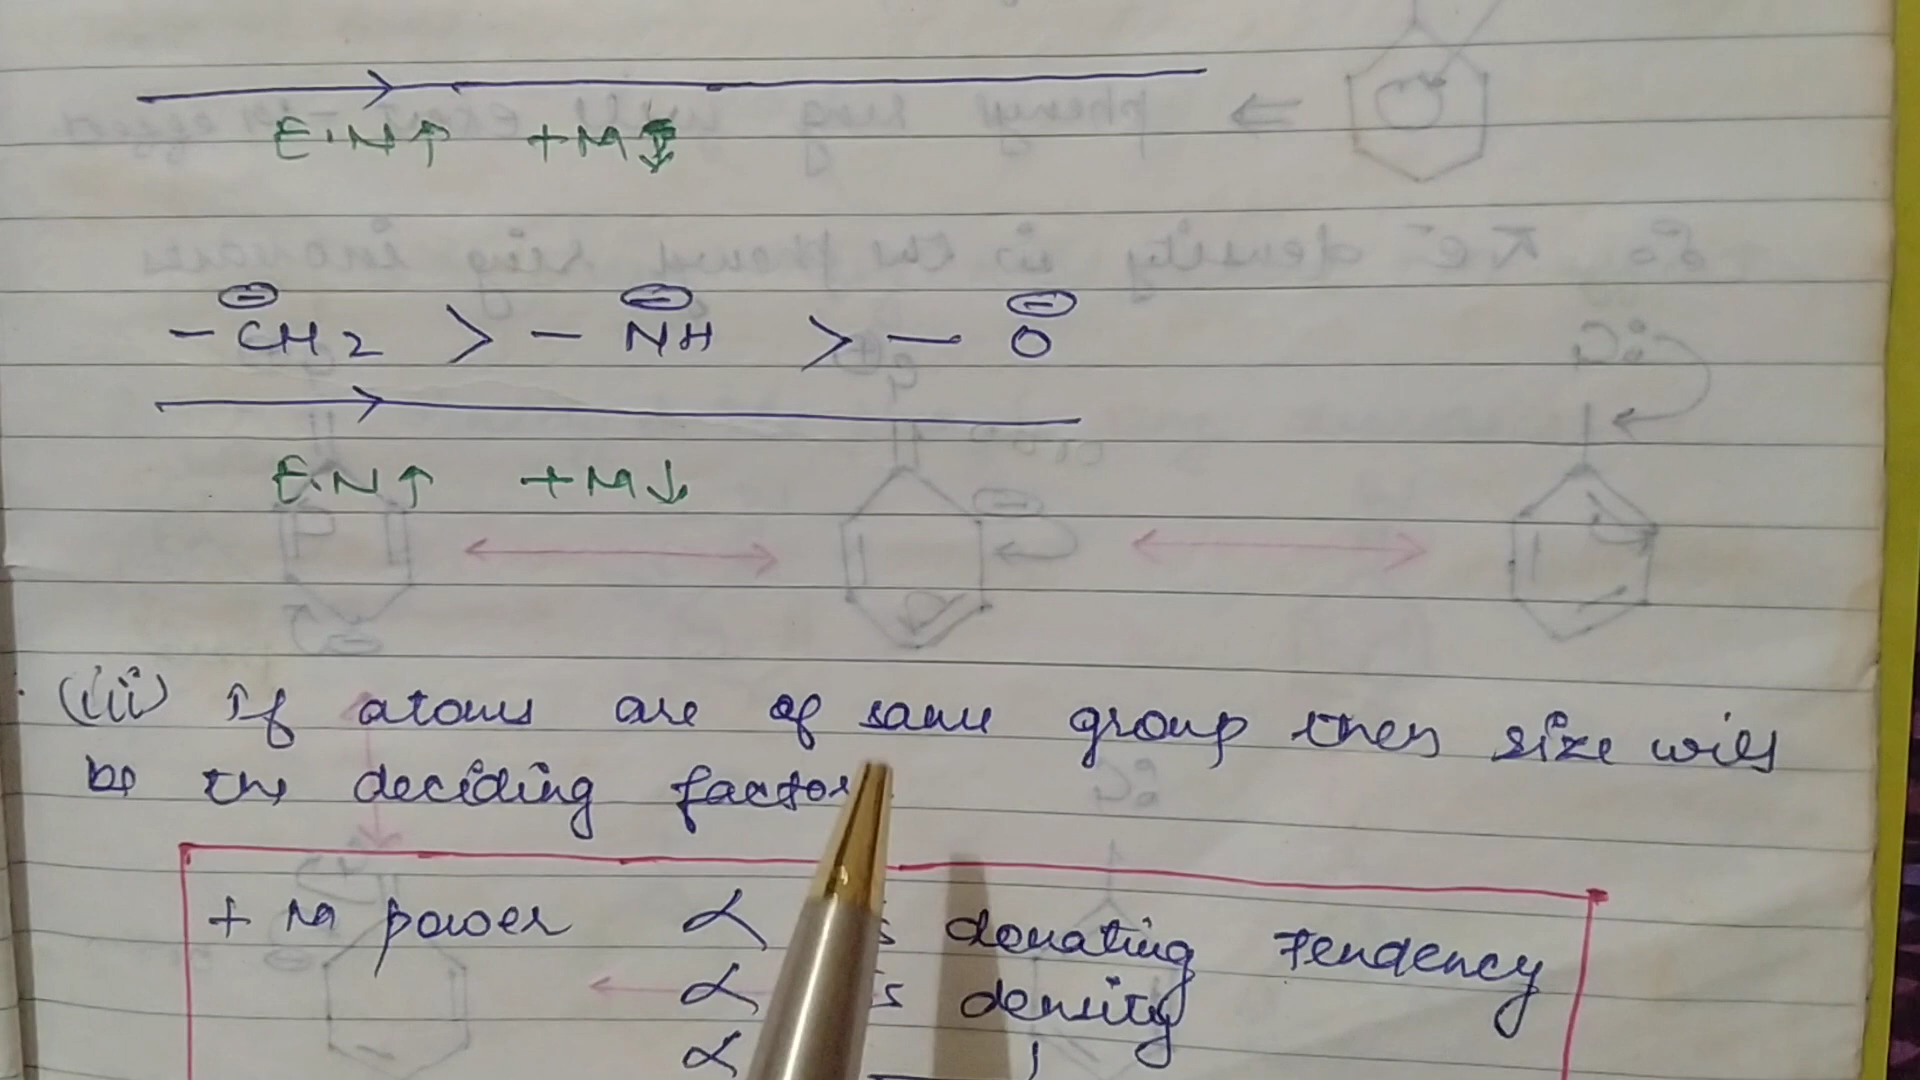 E.N↑ +M↓
-CH2⊖ > -NH⊖ > -O⊖
E.N↑ +M↓
(iii) If atoms are of same group then size will
be the deciding factor
+M power ∝ donating tendency
∝ density
∝